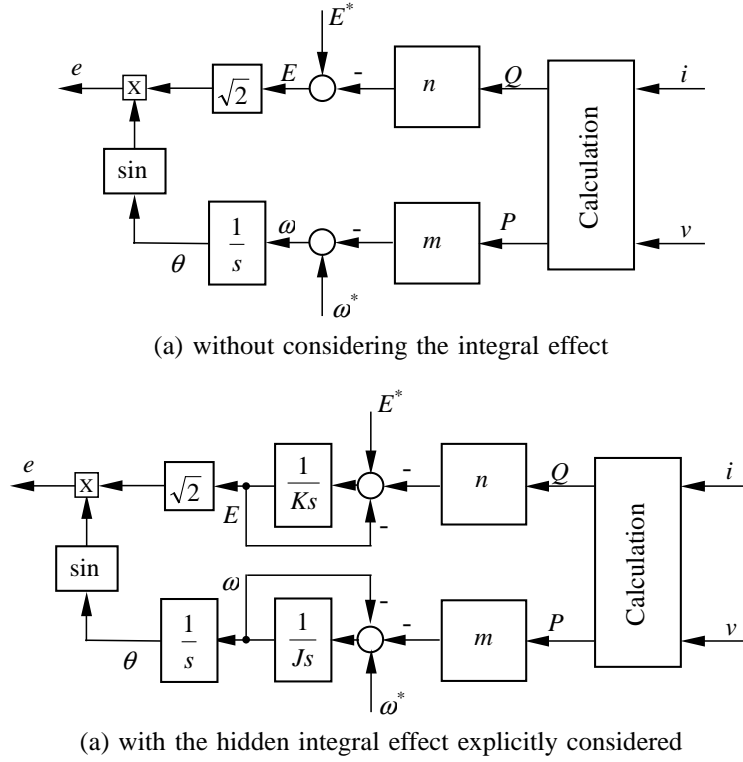 E*
e
X
√2
E
-
n
Q
i
sin
Calculation
1/s
ω
-
m
P
v
θ
ω*
(a) without considering the integral effect
E*
e
X
√2
1/Ks
-
n
Q
i
E
-
sin
Calculation
ω
-
1/s
1/Js
-
m
P
v
θ
ω*
(a) with the hidden integral effect explicitly considered